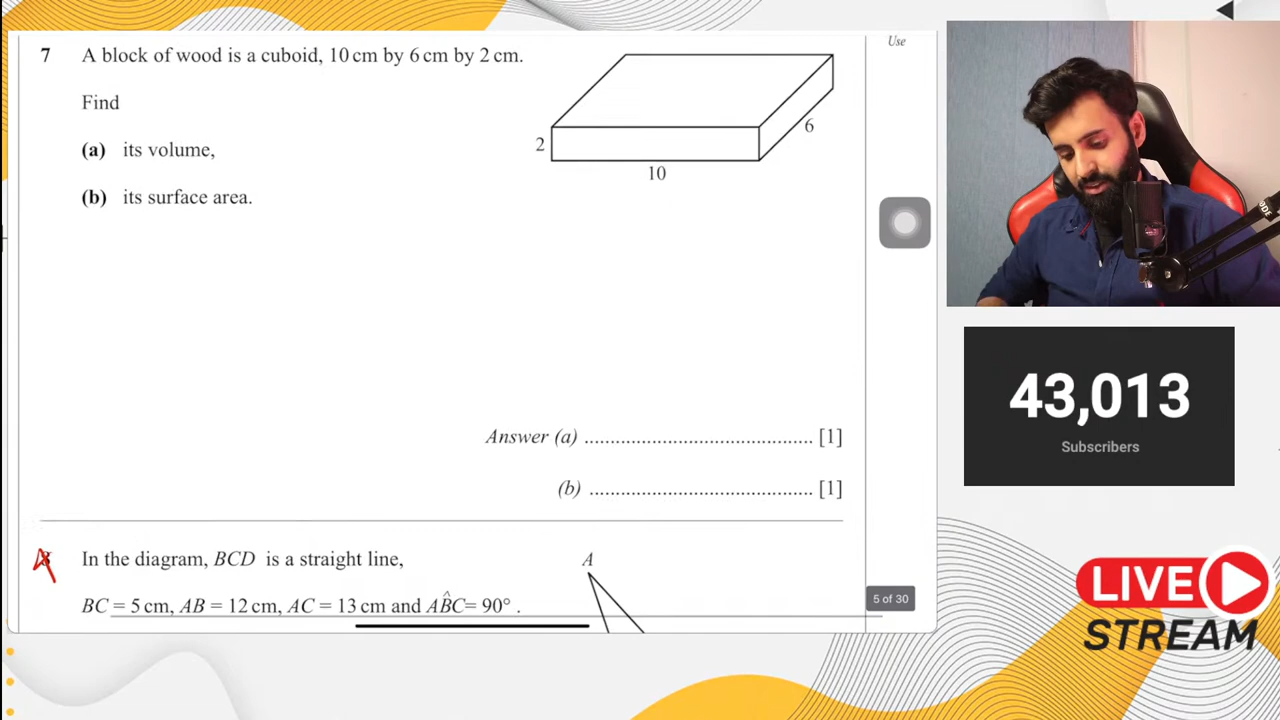 Use
7 A block of wood is a cuboid, 10 cm by 6 cm by 2 cm.
Find
(a) its volume,
(b) its surface area.
2
10
6
Answer (a) ............................................ [1]
(b) ........................................... [1]
8 In the diagram, BCD is a straight line,
BC = 5 cm, AB = 12 cm, AC = 13 cm and AB̂C = 90° .
A
5 of 30
43,013
Subscribers
LIVE
STREAM